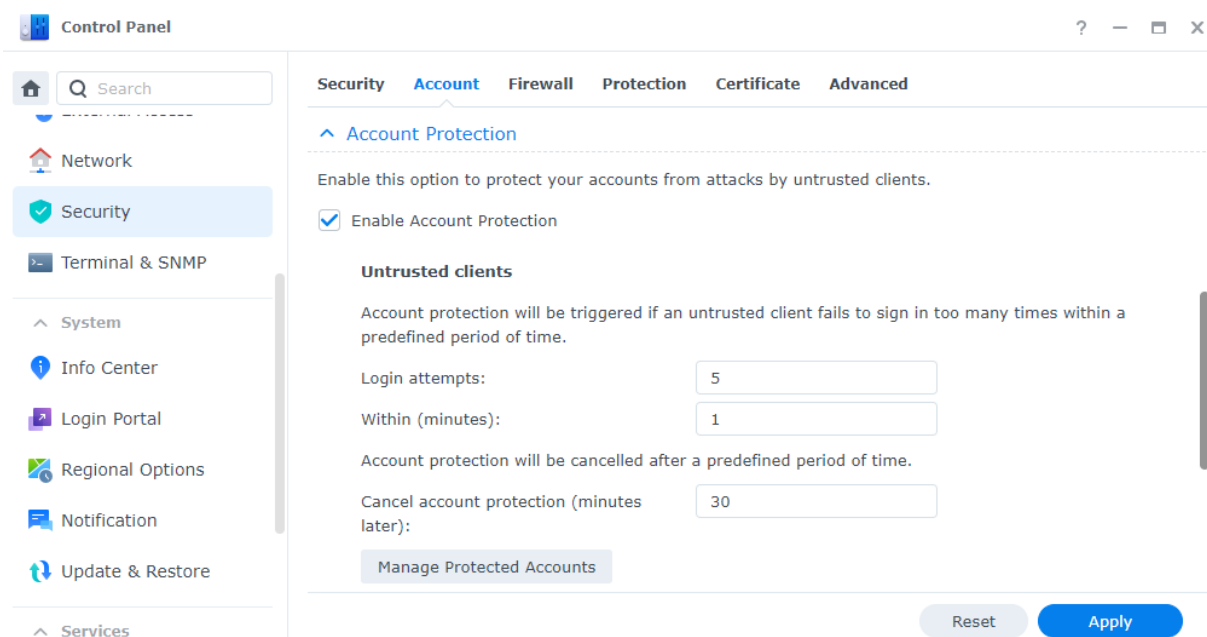 Control Panel
?
Search
External Access
Network
Security
Terminal & SNMP
System
Info Center
Login Portal
Regional Options
Notification
Update & Restore
Services
Security Account Firewall Protection Certificate Advanced
Account Protection
Enable this option to protect your accounts from attacks by untrusted clients.
Enable Account Protection
Untrusted clients
Account protection will be triggered if an untrusted client fails to sign in too many times within a
predefined period of time.
Login attempts: 5
Within (minutes): 1
Account protection will be cancelled after a predefined period of time.
Cancel account protection (minutes 30
later):
Manage Protected Accounts
Reset Apply